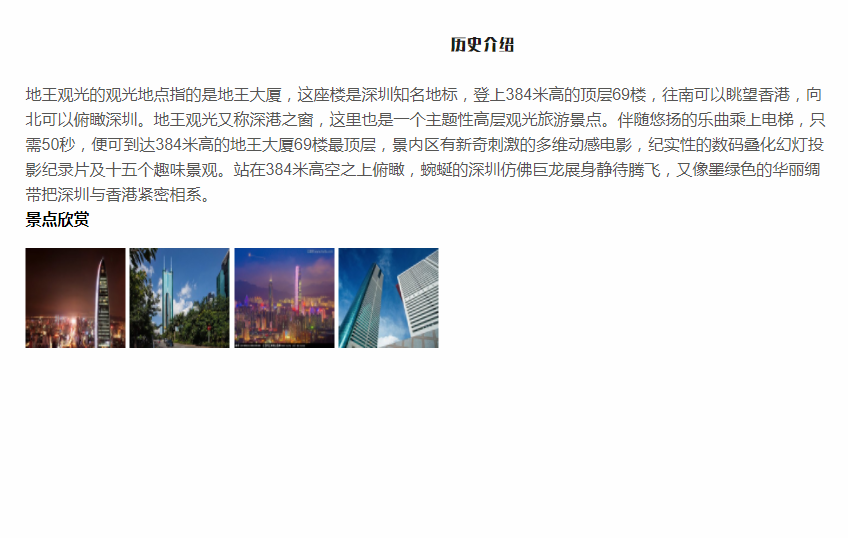 历史介绍
地王观光的观光地点指的是地王大厦，这座楼是深圳知名地标，登上384米高的顶层69楼，往南可以眺望香港，向
北可以俯瞰深圳。地王观光又称深港之窗，这里也是一个主题性高层观光旅游景点。伴随悠扬的乐曲乘上电梯，只
需50秒，便可到达384米高的地王大厦69楼最顶层，景内区有新奇刺激的多维动感电影，纪实性的数码叠化幻灯投
影纪录片及十五个趣味景观。站在384米高空之上俯瞰，蜿蜒的深圳仿佛巨龙展身静待腾飞，又像墨绿色的华丽绸
带把深圳与香港紧密相系。
景点欣赏